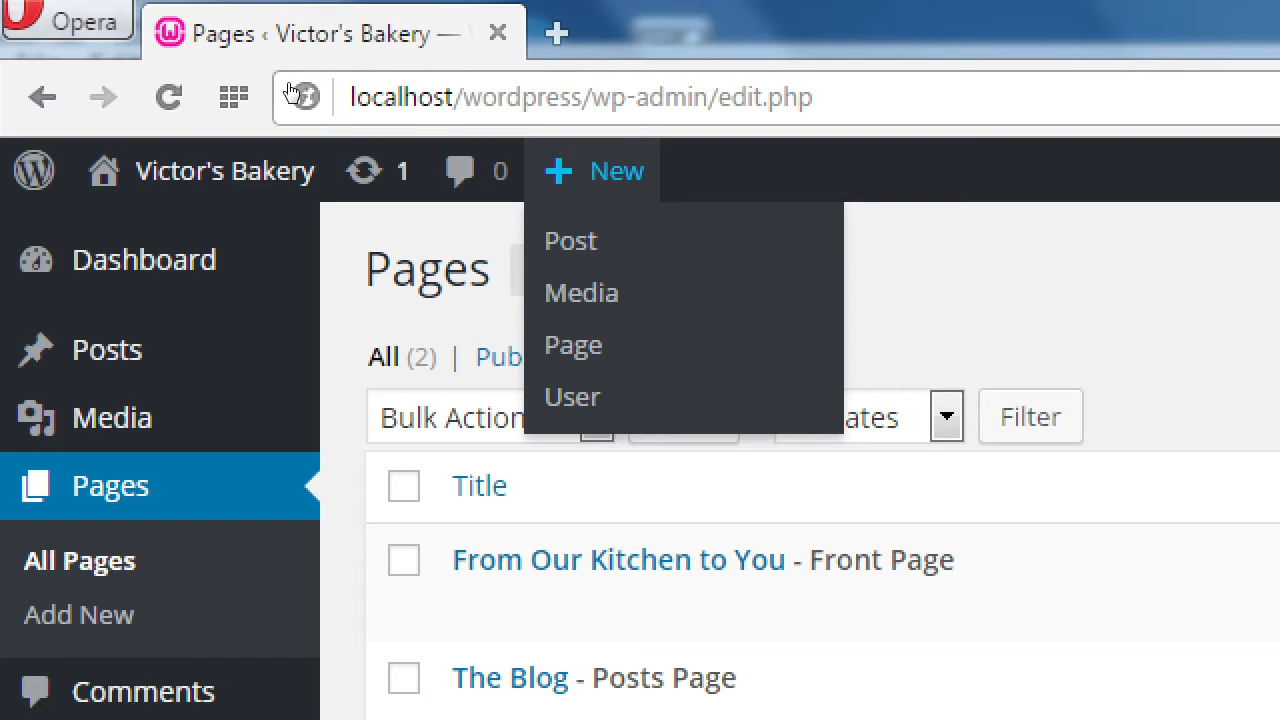 Opera
Pages ‹ Victor's Bakery —
localhost/wordpress/wp-admin/edit.php
Victor's Bakery 1 0 New
Post
Media
Page
User
Dashboard
Posts
Media
Pages
All Pages
Add New
Comments
Pages
All (2) | Pub
Bulk Action
ates
Filter
Title
From Our Kitchen to You - Front Page
The Blog - Posts Page